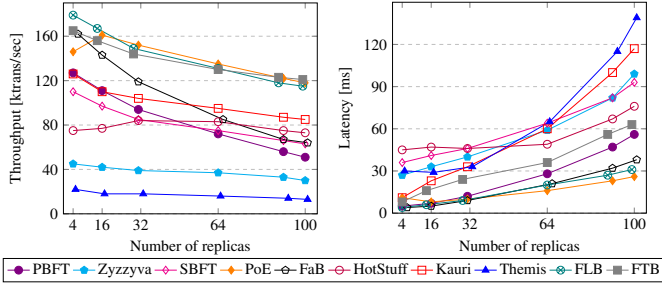 160
120
80
40
0
Throughput [ktrans/sec]
4 16 32 64 100
Number of replicas
120
90
60
30
0
Latency [ms]
4 16 32 64 100
Number of replicas
PBFT Zyzzyva SBFT PoE FaB HotStuff Kauri Themis FLB FTB